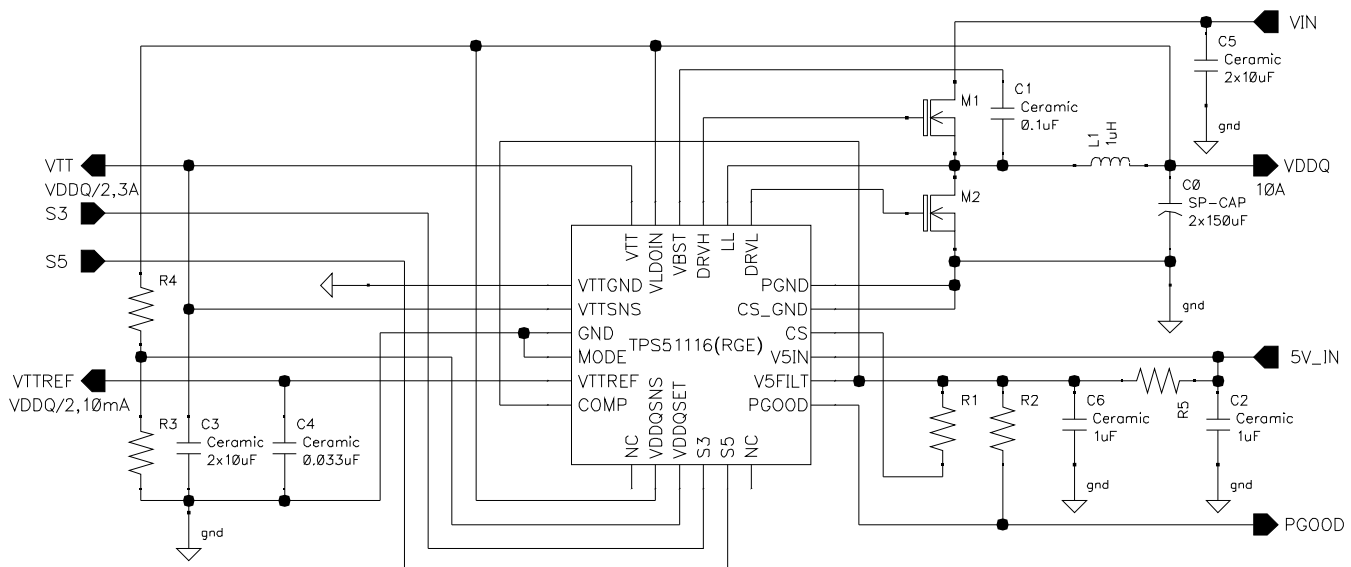 VIN
C5
Ceramic
2x10uF
gnd
M1
C1
Ceramic
0.1uF
L1
1uH
VTT
VDDQ/2,3A
VDDQ
10A
S3
S5
M2
C0
SP-CAP
2x150uF
gnd
VTT
VLDOIN
VBST
DRVH
LL
DRVL
R4
VTTGND
VTTSNS
GND
MODE
VTTREF
COMP
TPS51116(RGE)
PGND
CS_GND
CS
V5IN
V5FILT
PGOOD
5V_IN
VTTREF
VDDQ/2,10mA
R3
C3
Ceramic
2x10uF
C4
Ceramic
0.033uF
gnd
NC
VDDQSNS
VDDQSET
S3
S5
NC
R1
R2
C6
Ceramic
1uF
R5
C2
Ceramic
1uF
gnd
gnd
PGOOD